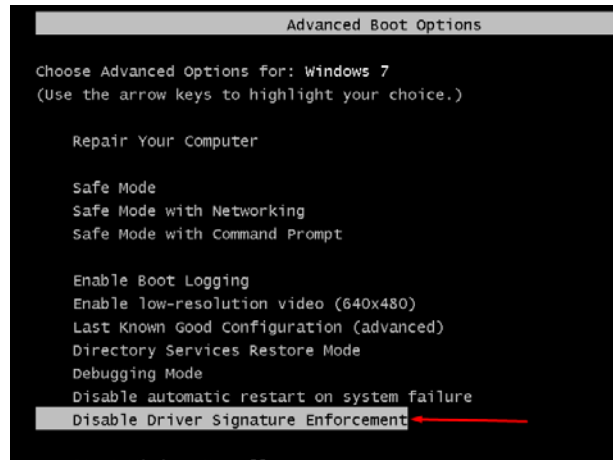 Advanced Boot Options
Choose Advanced Options for: Windows 7
(Use the arrow keys to highlight your choice.)
Repair Your Computer
Safe Mode
Safe Mode with Networking
Safe Mode with Command Prompt
Enable Boot Logging
Enable low-resolution video (640x480)
Last Known Good Configuration (advanced)
Directory Services Restore Mode
Debugging Mode
Disable automatic restart on system failure
Disable Driver Signature Enforcement